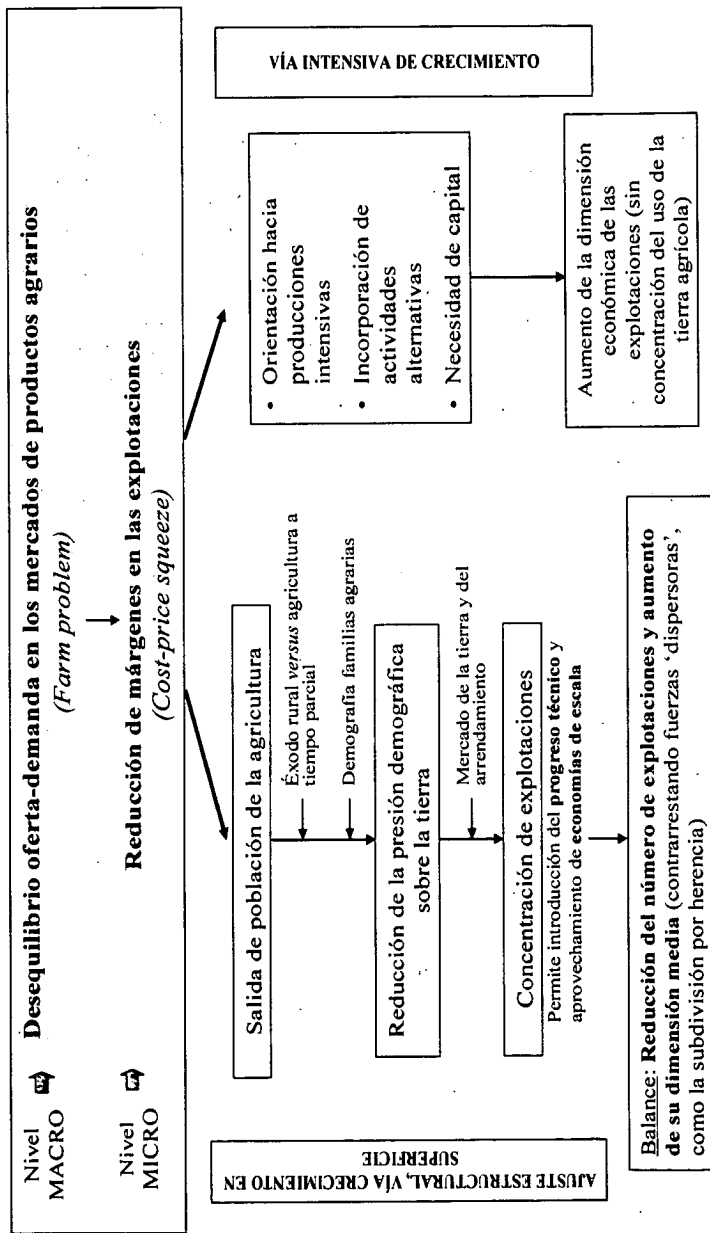 Nivel
MACRO
Desequilibrio oferta-demanda en los mercados de productos agrarios
(Farm problem)
Nivel
MICRO
Reducción de márgenes en las explotaciones
(Cost-price squeeze)
AJUSTE ESTRUCTURAL, VÍA CRECIMIENTO EN
SUPERFICIE
Salida de población de la agricultura
Éxodo rural versus agricultura a
tiempo parcial
Demografía familias agrarias
Reducción de la presión demográfica
sobre la tierra
Mercado de la tierra y del
arrendamiento
Concentración de explotaciones
Permite introducción del progreso técnico y
aprovechamiento de economías de escala
Balance: Reducción del número de explotaciones y aumento
de su dimensión media (contrarrestando fuerzas ‘dispersoras’,
como la subdivisión por herencia)
• Orientación hacia
producciones
intensivas
• Incorporación de
actividades
alternativas
• Necesidad de capital
Aumento de la dimensión
económica de las
explotaciones (sin
concentración del uso de la
tierra agrícola)
VÍA INTENSIVA DE CRECIMIENTO